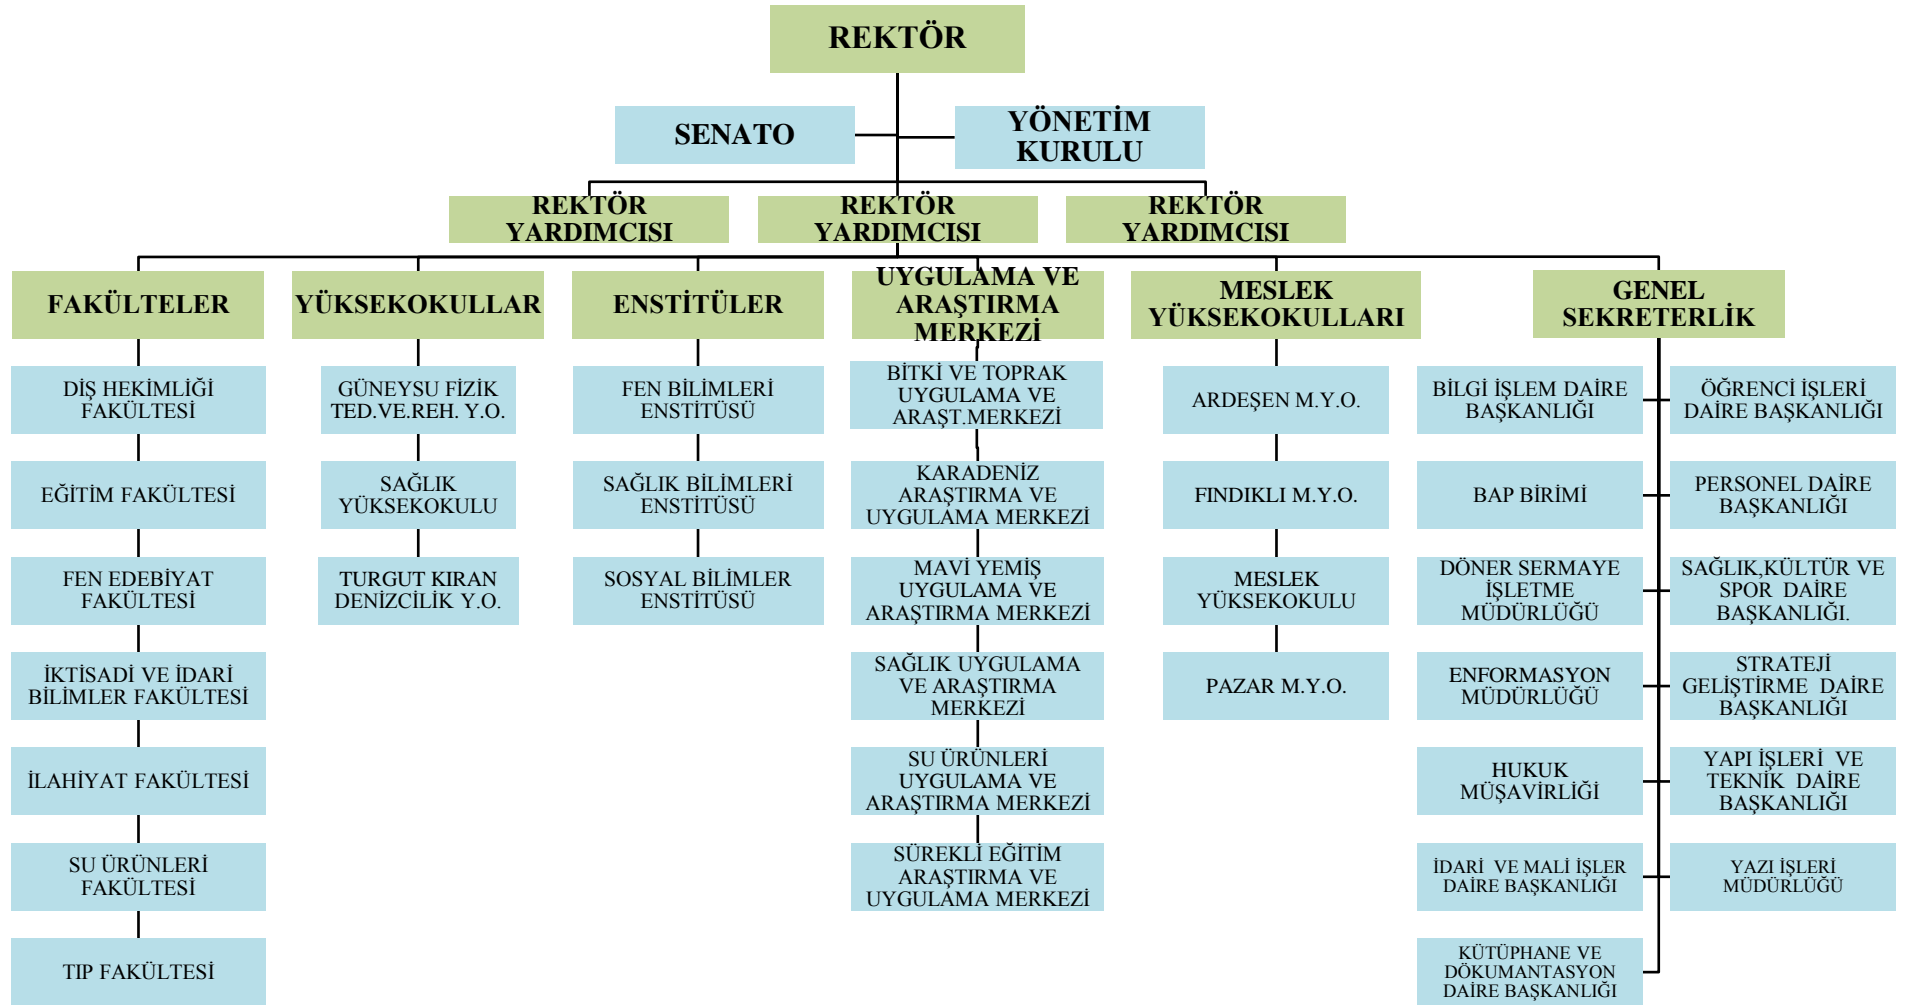 REKTÖR
SENATO
YÖNETİM
KURULU
REKTÖR
YARDIMCISI
REKTÖR
YARDIMCISI
REKTÖR
YARDIMCISI
FAKÜLTELER
YÜKSEKOKULLAR
ENSTİTÜLER
UYGULAMA VE
ARAŞTIRMA
MERKEZİ
MESLEK
YÜKSEKOKULLARI
GENEL
SEKRETERLİK
DİŞ HEKİMLİĞİ
FAKÜLTESİ
EĞİTİM FAKÜLTESİ
FEN EDEBİYAT
FAKÜLTESİ
İKTİSADİ VE İDARİ
BİLİMLER FAKÜLTESİ
İLAHİYAT FAKÜLTESİ
SU ÜRÜNLERİ
FAKÜLTESİ
TIP FAKÜLTESİ
GÜNEYSU FİZİK
TED.VE.REH. Y.O.
SAĞLIK
YÜKSEKOKULU
TURGUT KIRAN
DENİZCİLİK Y.O.
FEN BİLİMLERİ
ENSTİTÜSÜ
SAĞLIK BİLİMLERİ
ENSTİTÜSÜ
SOSYAL BİLİMLER
ENSTİTÜSÜ
BİTKİ VE TOPRAK
UYGULAMA VE
ARAŞT.MERKEZİ
KARADENİZ
ARAŞTIRMA VE
UYGULAMA MERKEZİ
MAVİ YEMİŞ
UYGULAMA VE
ARAŞTIRMA MERKEZİ
SAĞLIK UYGULAMA
VE ARAŞTIRMA
MERKEZİ
SU ÜRÜNLERİ
UYGULAMA VE
ARAŞTIRMA MERKEZİ
SÜREKLİ EĞİTİM
ARAŞTIRMA VE
UYGULAMA MERKEZİ
ARDEŞEN M.Y.O.
FINDIKLI M.Y.O.
MESLEK
YÜKSEKOKULU
PAZAR M.Y.O.
BİLGİ İŞLEM DAİRE
BAŞKANLIĞI
BAP BİRİMİ
DÖNER SERMAYE
İŞLETME
MÜDÜRLÜĞÜ
ENFORMASYON
MÜDÜRLÜĞÜ
HUKUK
MÜŞAVİRLİĞİ
İDARİ VE MALİ İŞLER
DAİRE BAŞKANLIĞI
KÜTÜPHANE VE
DÖKUMANTASYON
DAİRE BAŞKANLIĞI
ÖĞRENCİ İŞLERİ
DAİRE BAŞKANLIĞI
PERSONEL DAİRE
BAŞKANLIĞI
SAĞLIK,KÜLTÜR VE
SPOR DAİRE
BAŞKANLIĞI.
STRATEJİ
GELİŞTİRME DAİRE
BAŞKANLIĞI
YAPI İŞLERİ VE
TEKNİK DAİRE
BAŞKANLIĞI
YAZI İŞLERİ
MÜDÜRLÜĞÜ